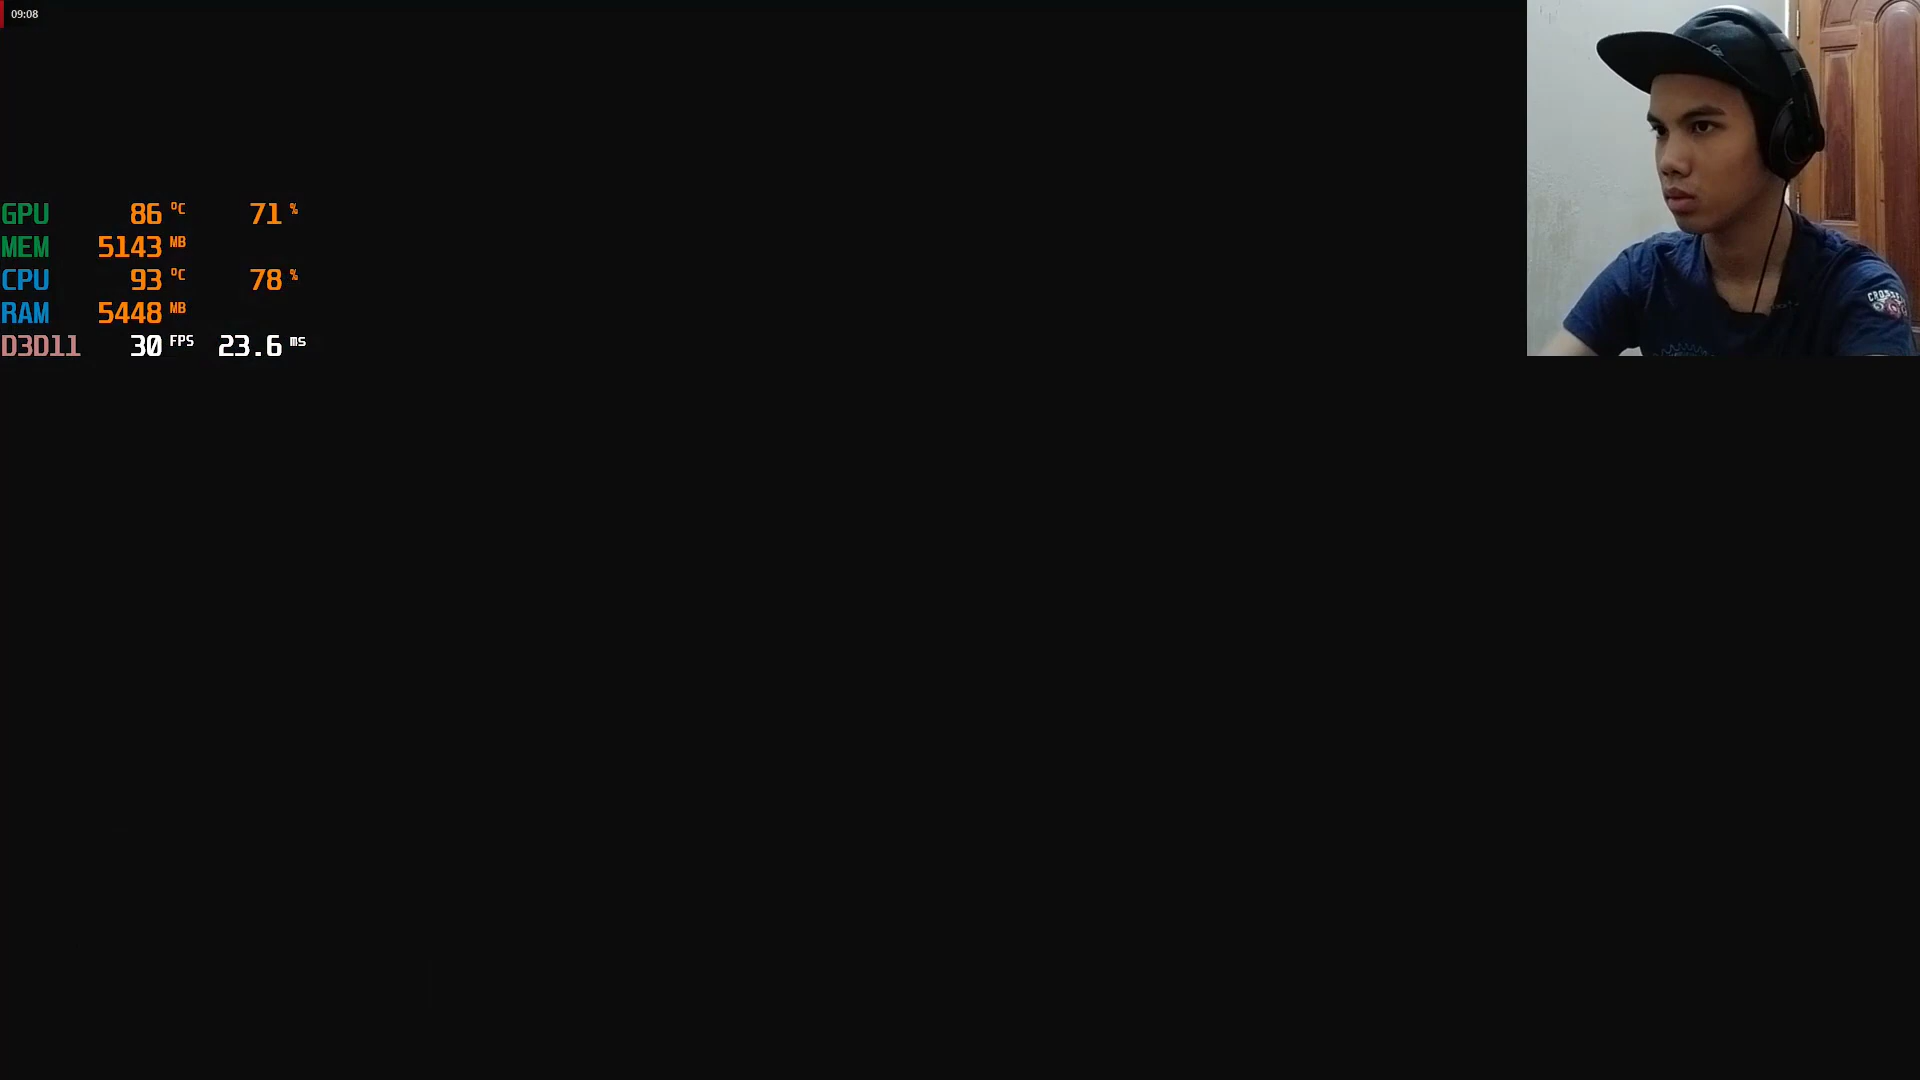 09:08
GPU 86 °C 71 %
MEM 5143 MB
CPU 93 °C 78 %
RAM 5448 MB
D3D11 30 FPS 23.6 ms